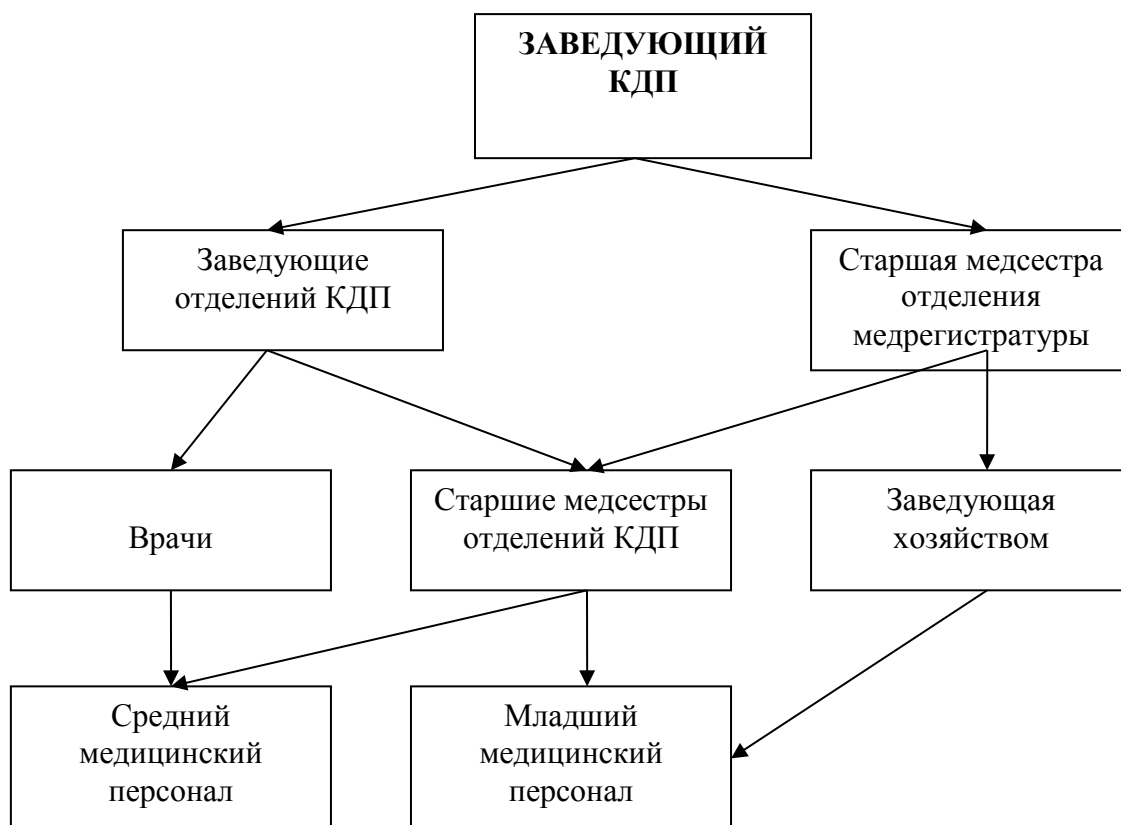 ЗАВЕДУЮЩИЙ
КДП
Заведующие
отделений КДП
Старшая медсестра
отделения
медрегистратуры
Врачи
Старшие медсестры
отделений КДП
Заведующая
хозяйством
Средний
медицинский
персонал
Младший
медицинский
персонал